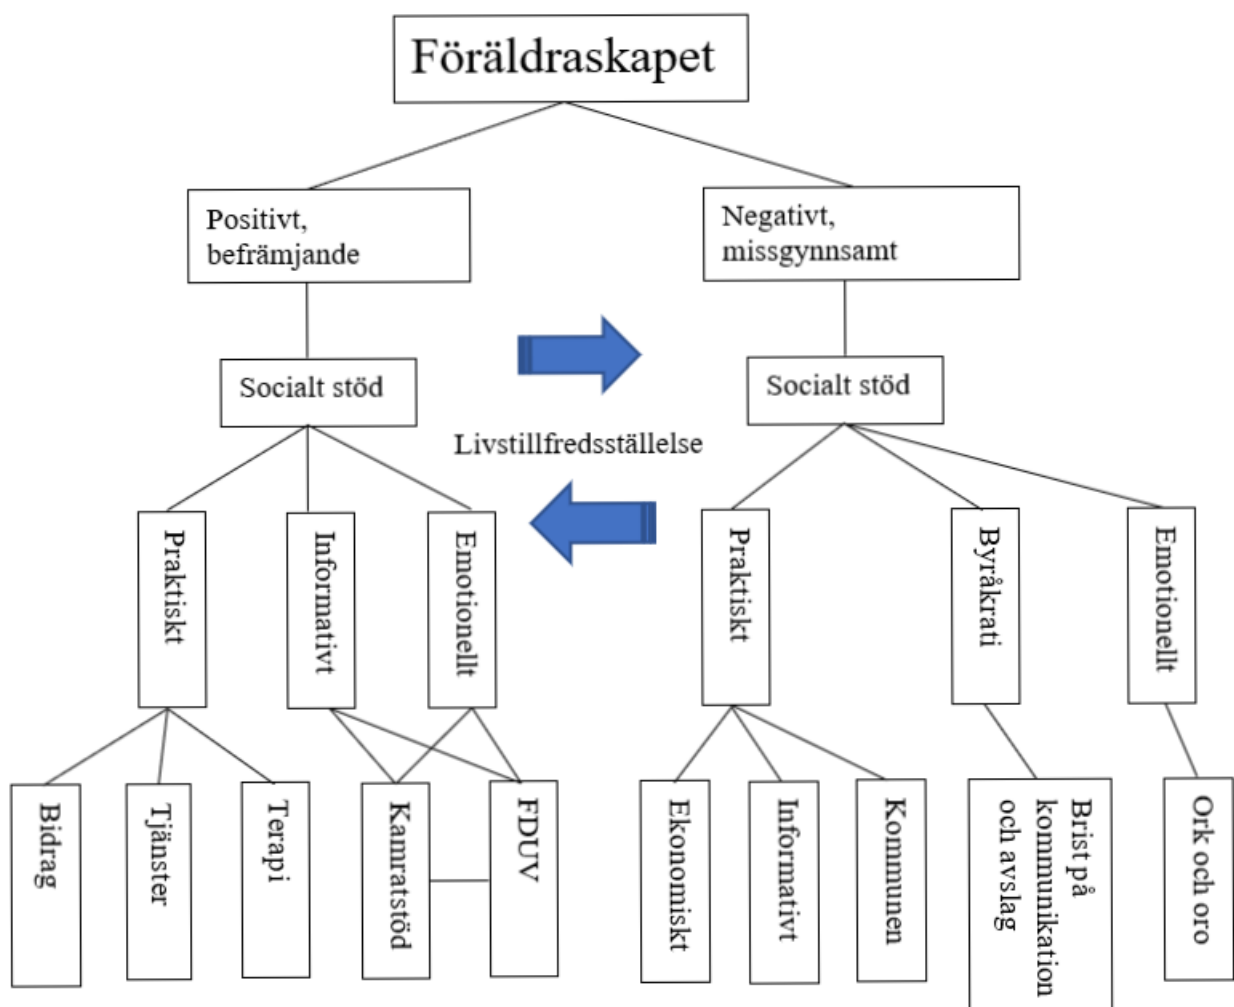 Föräldraskapet
Positivt,
befrämjande
Negativt,
missgynnsamt
Socialt stöd
Socialt stöd
Livstillfredsställelse
Praktiskt
Informativt
Emotionellt
Praktiskt
Byråkrati
Emotionellt
Bidrag
Tjänster
Terapi
Kamratstöd
FDUV
Ekonomiskt
Informativt
Kommunen
Brist på
kommunikation
och avslag
Ork och oro